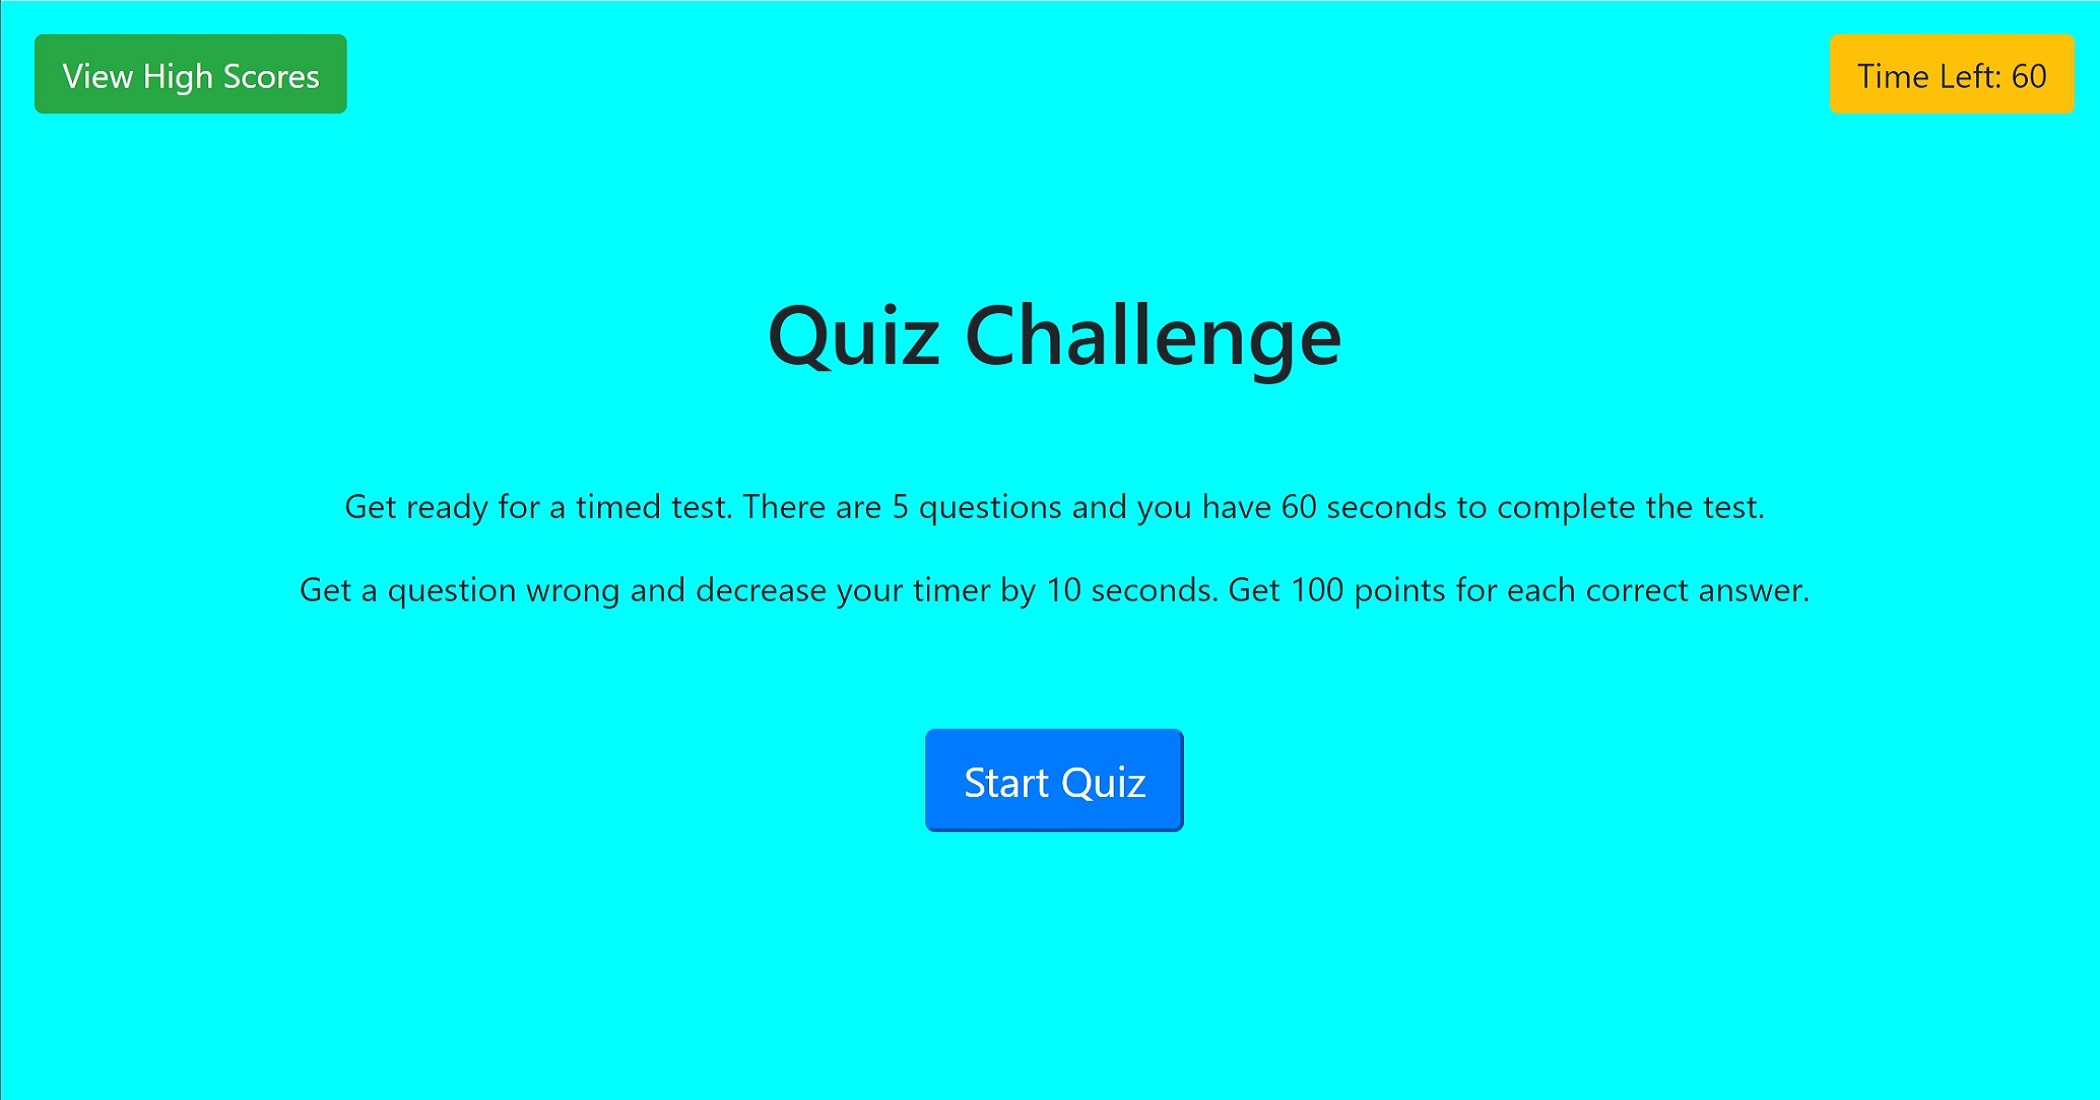 View High Scores
Time Left: 60
Quiz Challenge
Get ready for a timed test. There are 5 questions and you have 60 seconds to complete the test.
Get a question wrong and decrease your timer by 10 seconds. Get 100 points for each correct answer.
Start Quiz